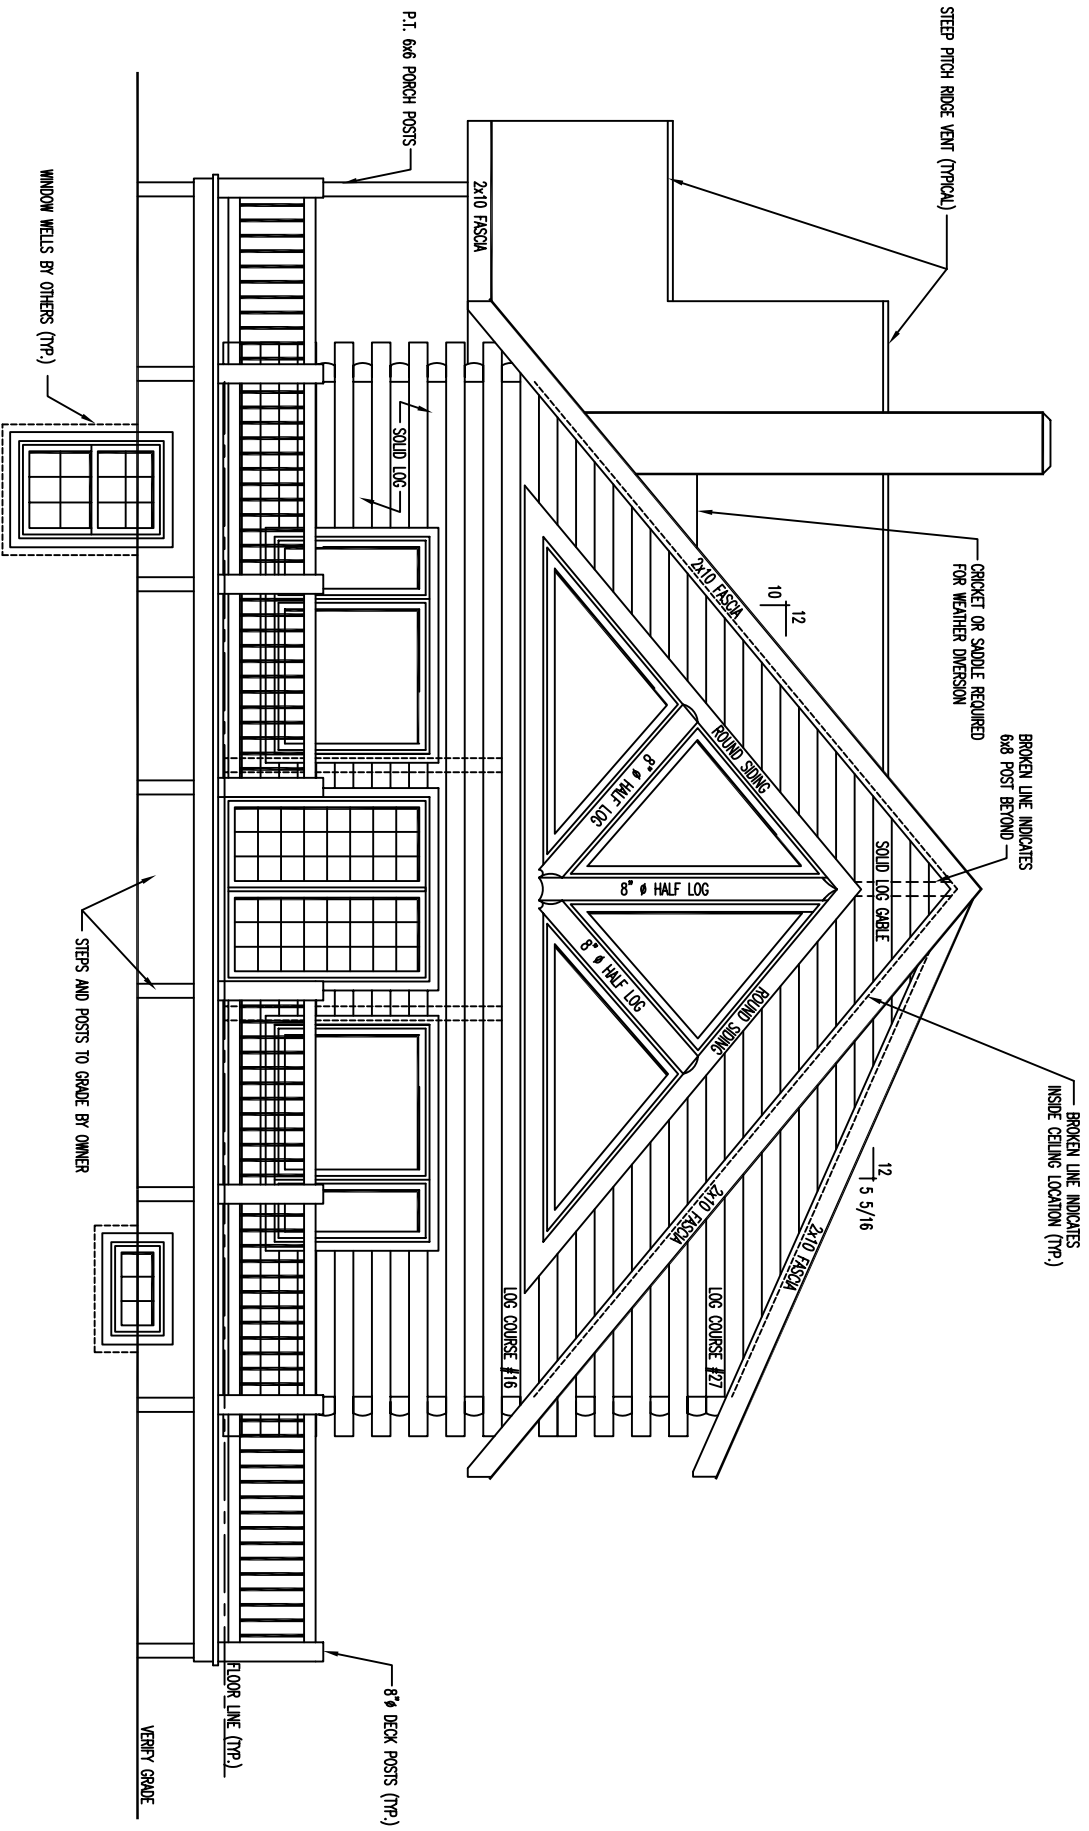 STEEP PITCH RIDGE VENT (TYPICAL)
CRICKET OR SADDLE REQUIRED
FOR WEATHER DIVERSION
BROKEN LINE INDICATES
6x8 POST BEYOND
BROKEN LINE INDICATES
INSIDE CEILING LOCATION (TYP.)
12
10
12
5 5/16
P.T. 6x6 PORCH POSTS
2x10 FASCIA
2x10 FASCIA
ROUND SIDING
SOLID LOG GABLE
8" ø HALF LOG
8" ø HALF LOG
8" ø HALF LOG
ROUND SIDING
2x10 FASCIA
2x10 FASCIA
LOG COURSE #27
LOG COURSE #16
SOLID LOG
8"ø DECK POSTS (TYP.)
FLOOR LINE (TYP.)
VERIFY GRADE
WINDOW WELLS BY OTHERS (TYP.)
STEPS AND POSTS TO GRADE BY OWNER